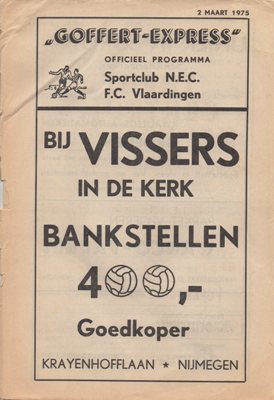 2 MAART 1975
„GOFFERT-EXPRESS”
OFFICIEEL PROGRAMMA
Sportclub N.E.C.
F.C. Vlaardingen
BIJ VISSERS
IN DE KERK
BANKSTELLEN
400,-
Goedkoper
KRAYENHOFFLAAN ★ NIJMEGEN